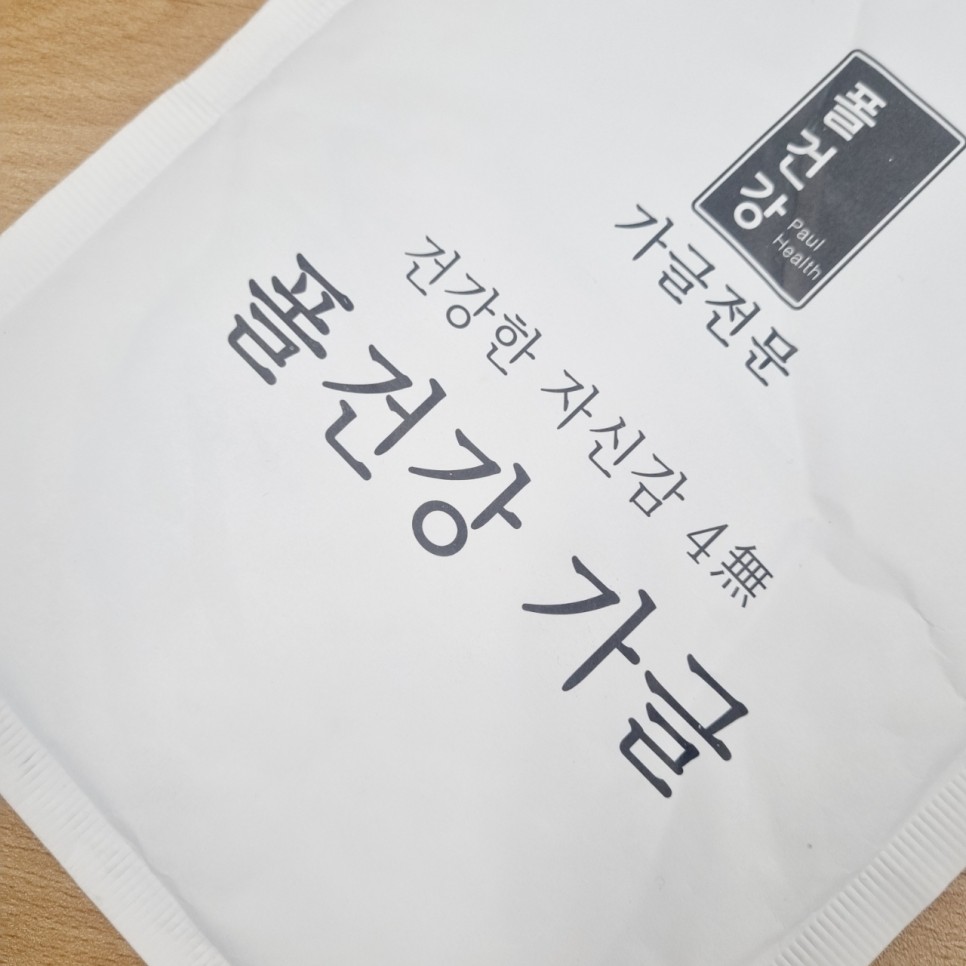 폴건강
Paul
Health
가글전문
건강한 자신감 4無
폴건강 가글